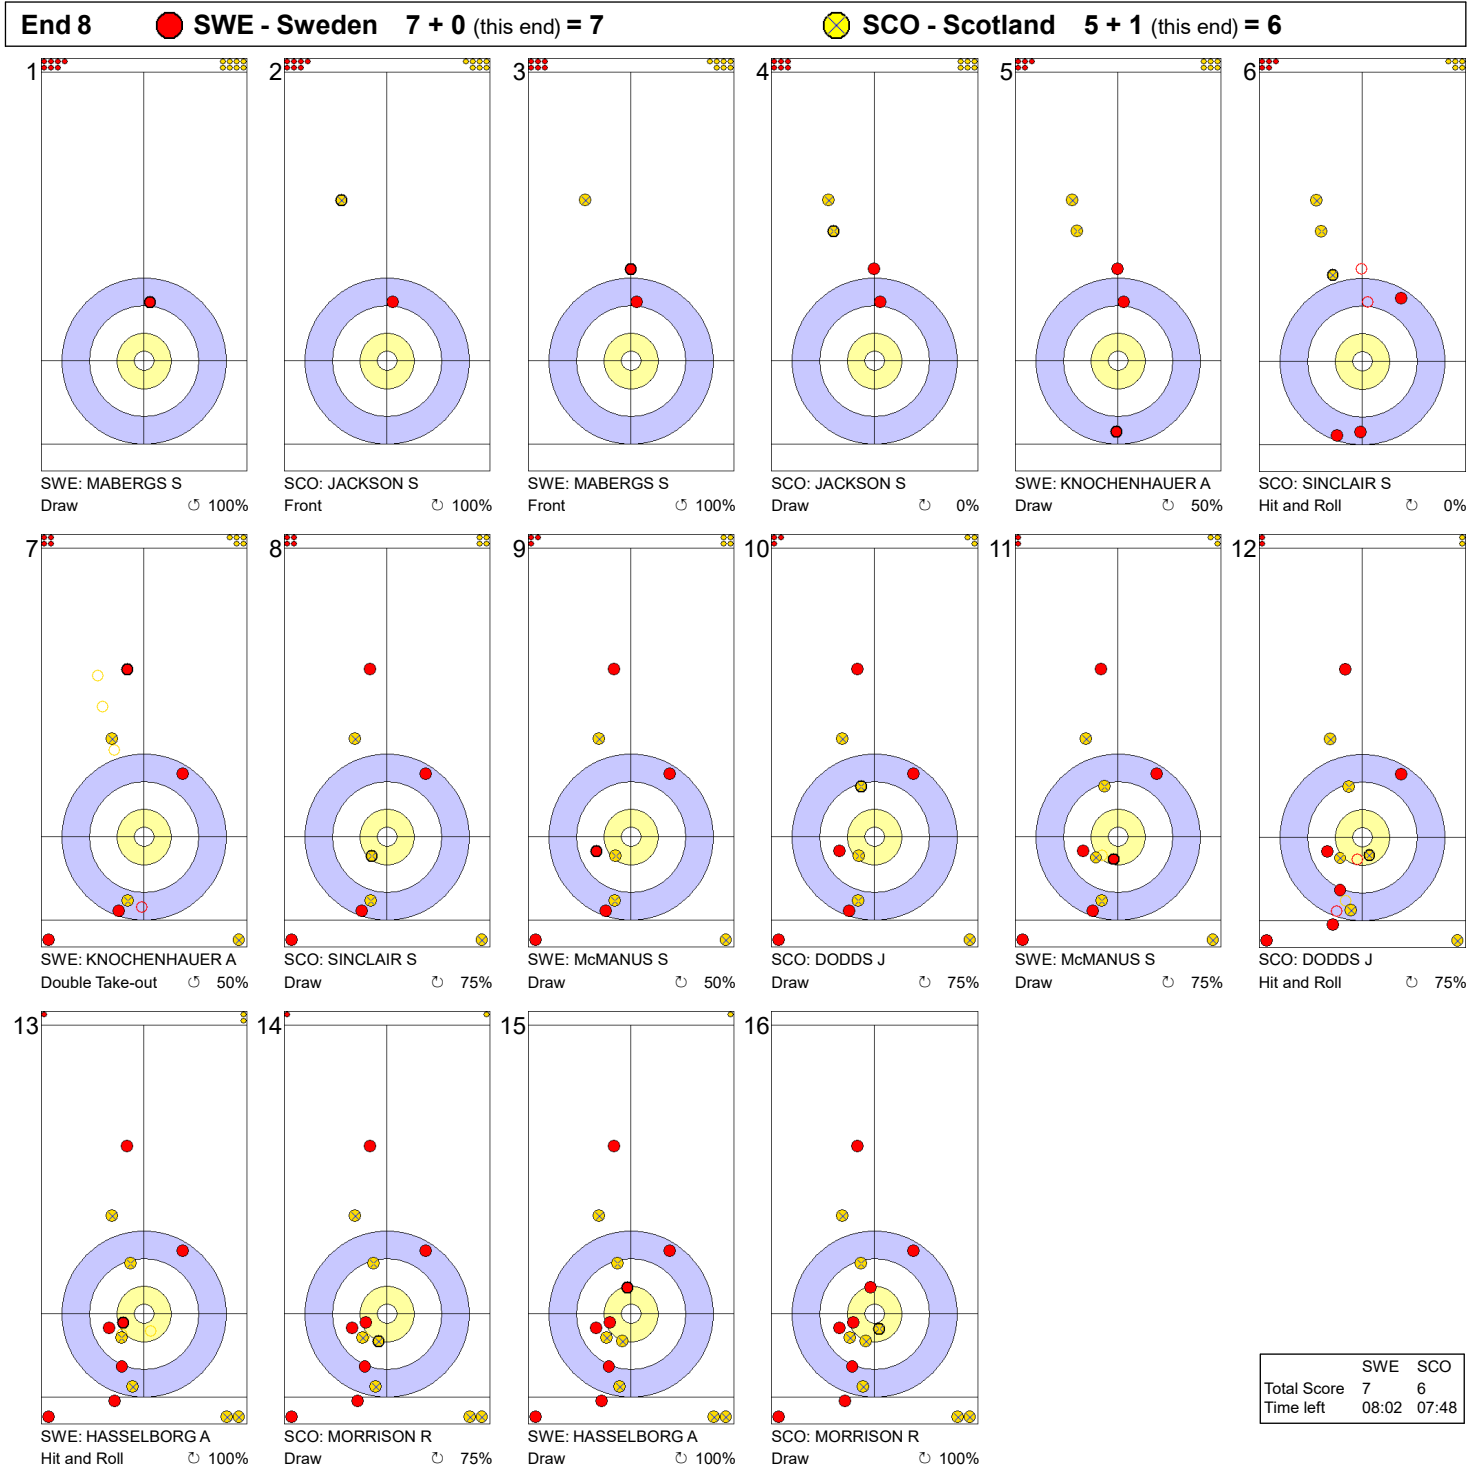 End 8 SWE - Sweden 7 + 0 (this end) = 7 SCO - Scotland 5 + 1 (this end) = 6
1 2 3 4 5 6
SWE: MABERGS S SCO: JACKSON S SWE: MABERGS S SCO: JACKSON S SWE: KNOCHENHAUER A SCO: SINCLAIR S
Draw ↻ 100% Front ↻ 100% Front ↻ 100% Draw ↻ 0% Draw ↻ 50% Hit and Roll ↻ 0%
7 8 9 10 11 12
SWE: KNOCHENHAUER A SCO: SINCLAIR S SWE: McMANUS S SCO: DODDS J SWE: McMANUS S SCO: DODDS J
Double Take-out ↻ 50% Draw ↻ 75% Draw ↻ 50% Draw ↻ 75% Draw ↻ 75% Hit and Roll ↻ 75%
13 14 15 16
SWE: HASSELBORG A SCO: MORRISON R SWE: HASSELBORG A SCO: MORRISON R
Hit and Roll ↻ 100% Draw ↻ 75% Draw ↻ 100% Draw ↻ 100%
SWE SCO
Total Score 7 6
Time left 08:02 07:48